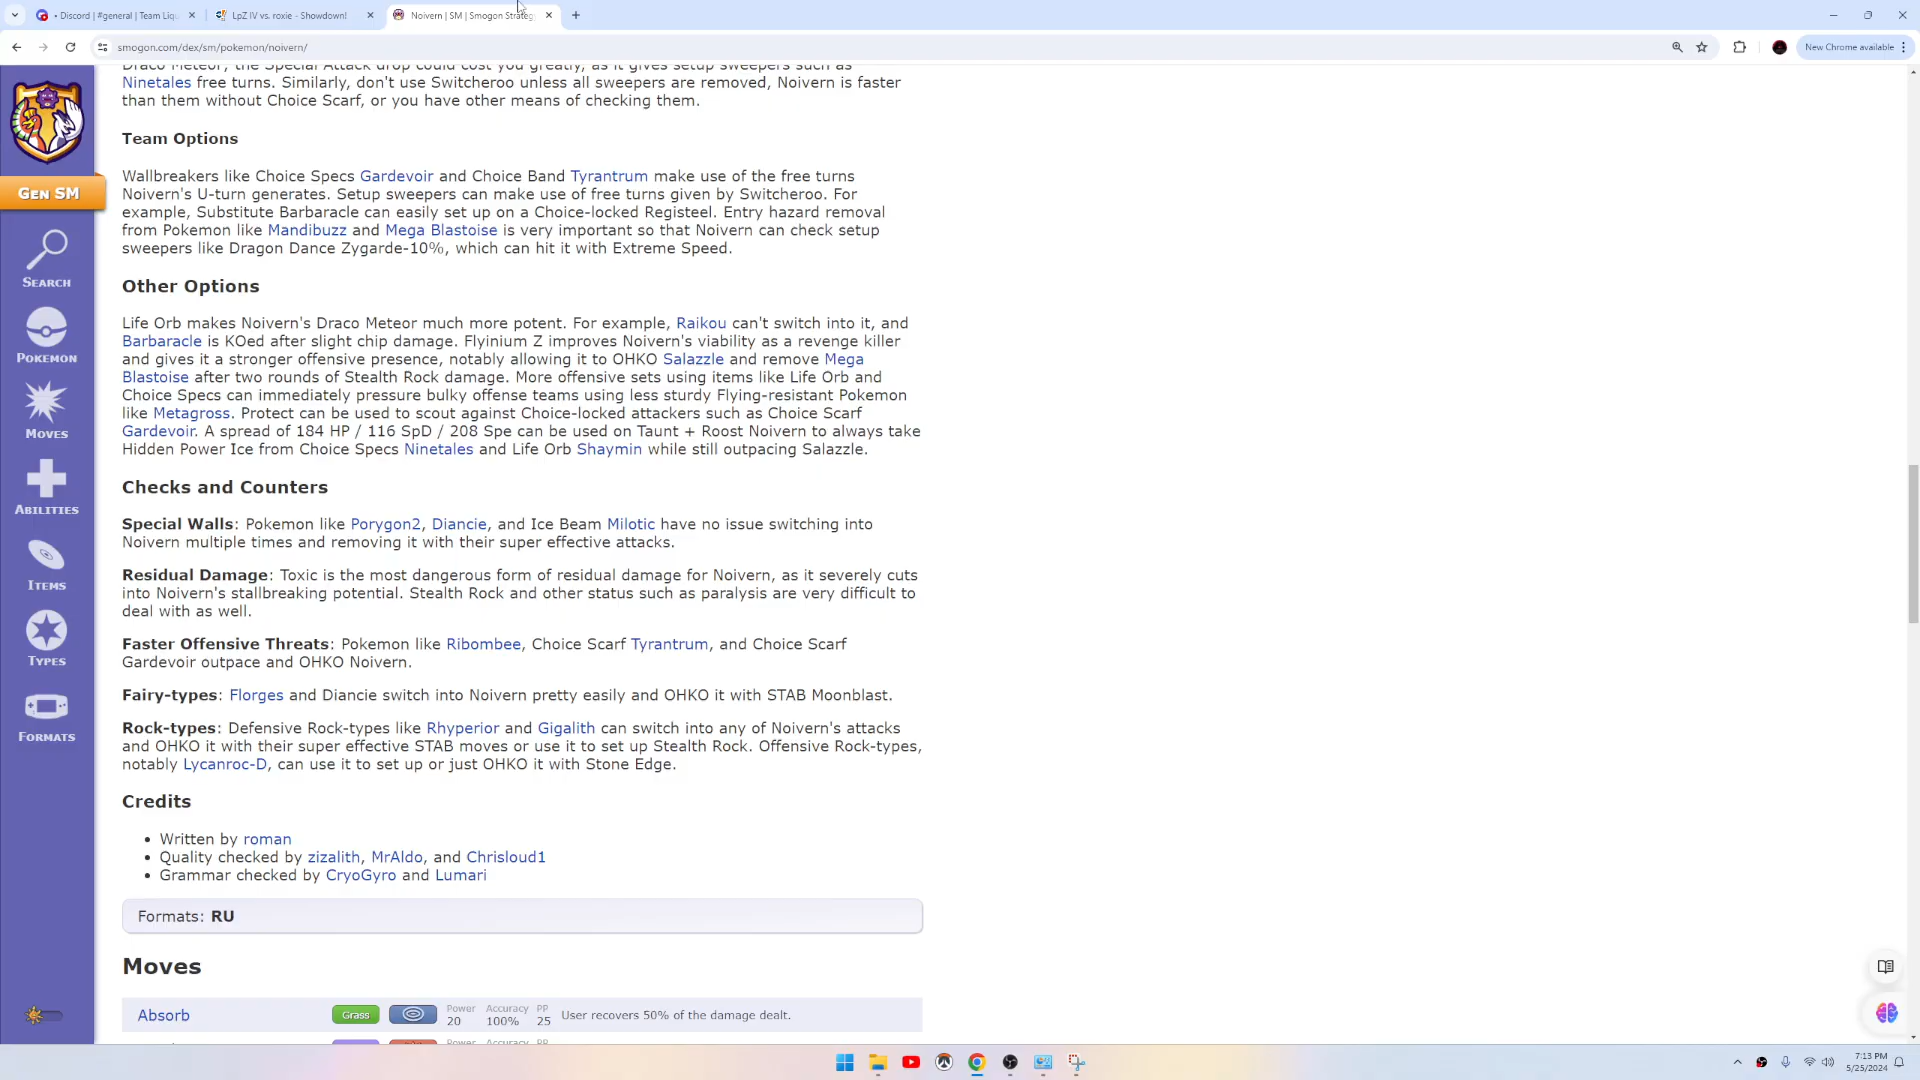 • Discord | #general | Team Liqu
LpZ IV vs. roxie - Showdown!
Noivern | SM | Smogon Strateg
smogon.com/dex/sm/pokemon/noivern/
New Chrome available
Draco Meteor, the Special Attack drop could cost you greatly, as it gives setup sweepers such as
Ninetales free turns. Similarly, don't use Switcheroo unless all sweepers are removed, Noivern is faster
than them without Choice Scarf, or you have other means of checking them.
Team Options
Wallbreakers like Choice Specs Gardevoir and Choice Band Tyrantrum make use of the free turns
Noivern's U-turn generates. Setup sweepers can make use of free turns given by Switcheroo. For
example, Substitute Barbaracle can easily set up on a Choice-locked Registeel. Entry hazard removal
from Pokemon like Mandibuzz and Mega Blastoise is very important so that Noivern can check setup
sweepers like Dragon Dance Zygarde-10%, which can hit it with Extreme Speed.
Other Options
Life Orb makes Noivern's Draco Meteor much more potent. For example, Raikou can't switch into it, and
Barbaracle is KOed after slight chip damage. Flyinium Z improves Noivern's viability as a revenge killer
and gives it a stronger offensive presence, notably allowing it to OHKO Salazzle and remove Mega
Blastoise after two rounds of Stealth Rock damage. More offensive sets using items like Life Orb and
Choice Specs can immediately pressure bulky offense teams using less sturdy Flying-resistant Pokemon
like Metagross. Protect can be used to scout against Choice-locked attackers such as Choice Scarf
Gardevoir. A spread of 184 HP / 116 SpD / 208 Spe can be used on Taunt + Roost Noivern to always take
Hidden Power Ice from Choice Specs Ninetales and Life Orb Shaymin while still outpacing Salazzle.
Checks and Counters
Special Walls: Pokemon like Porygon2, Diancie, and Ice Beam Milotic have no issue switching into
Noivern multiple times and removing it with their super effective attacks.
Residual Damage: Toxic is the most dangerous form of residual damage for Noivern, as it severely cuts
into Noivern's stallbreaking potential. Stealth Rock and other status such as paralysis are very difficult to
deal with as well.
Faster Offensive Threats: Pokemon like Ribombee, Choice Scarf Tyrantrum, and Choice Scarf
Gardevoir outpace and OHKO Noivern.
Fairy-types: Florges and Diancie switch into Noivern pretty easily and OHKO it with STAB Moonblast.
Rock-types: Defensive Rock-types like Rhyperior and Gigalith can switch into any of Noivern's attacks
and OHKO it with their super effective STAB moves or use it to set up Stealth Rock. Offensive Rock-types,
notably Lycanroc-D, can use it to set up or just OHKO it with Stone Edge.
Credits
• Written by roman
• Quality checked by zizalith, MrAldo, and Chrisloud1
• Grammar checked by CryoGyro and Lumari
Formats: RU
Moves
Absorb Grass Power 20 Accuracy 100% PP 25 User recovers 50% of the damage dealt.
Power Accuracy PP
GEN SM
SEARCH
POKEMON
MOVES
ABILITIES
ITEMS
TYPES
FORMATS
7:13 PM
5/25/2024